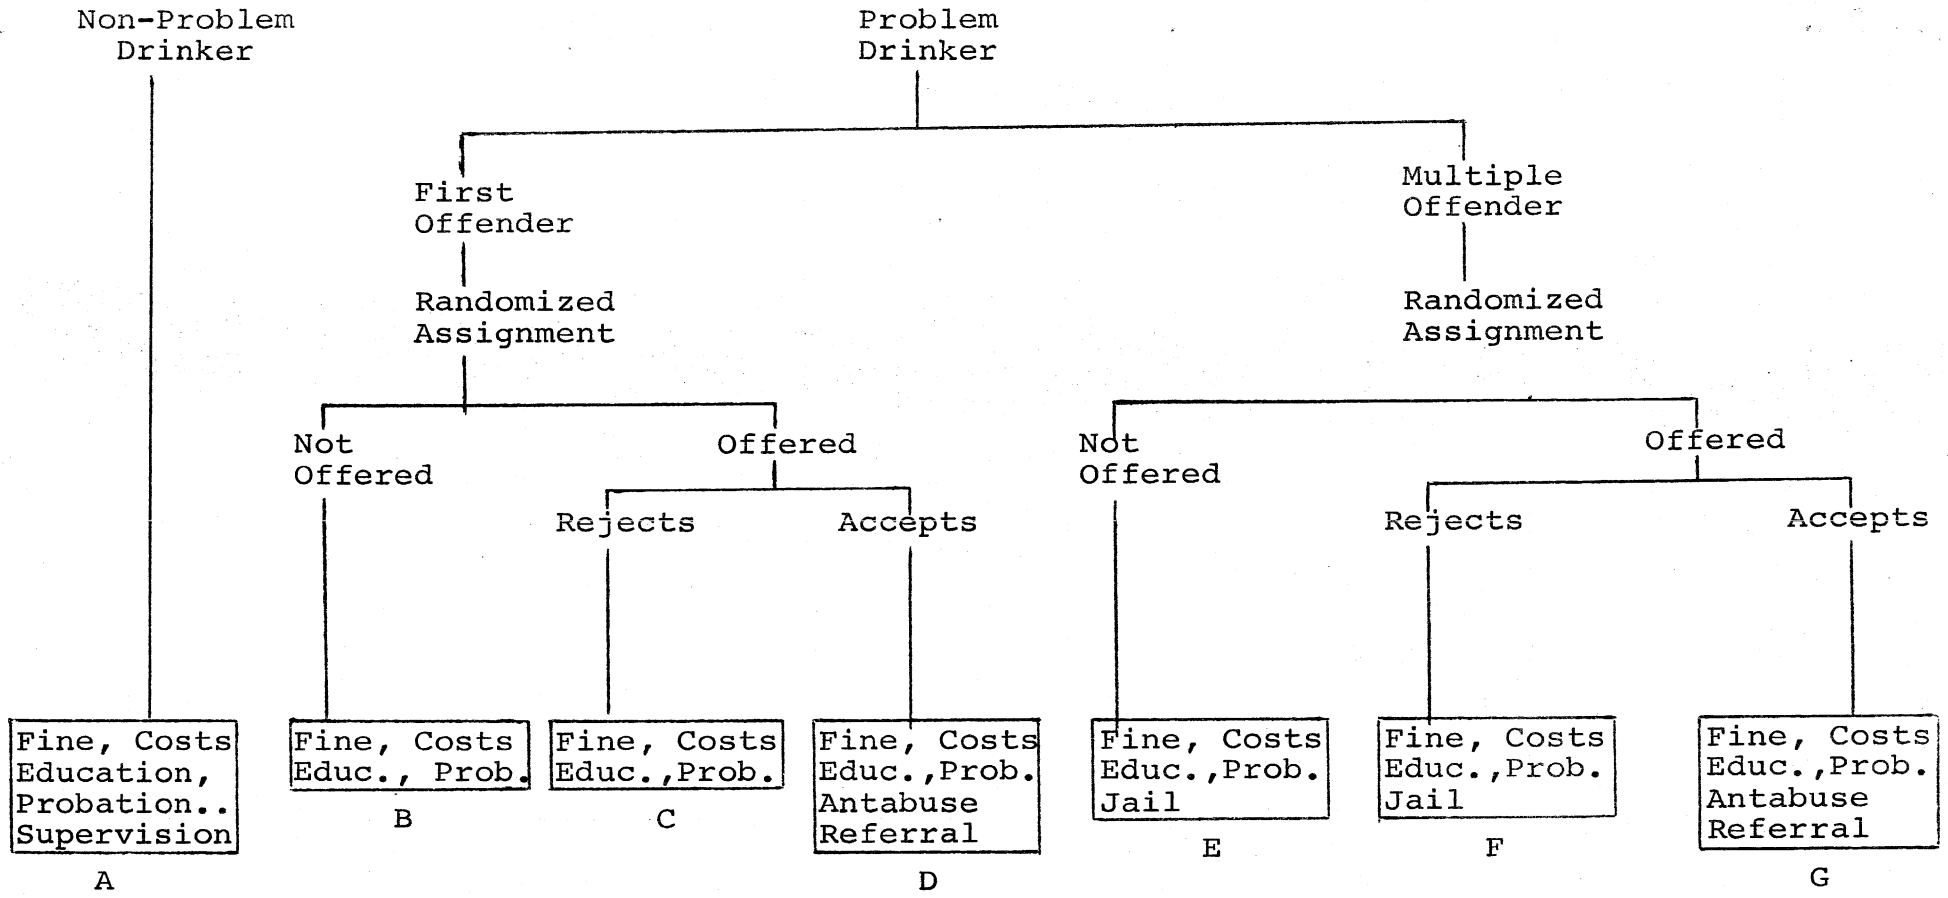 Non-Problem
Drinker
Problem
Drinker
First
Offender
Multiple
Offender
Randomized
Assignment
Randomized
Assignment
Not
Offered
Offered
Not
Offered
Offered
Rejects
Accepts
Rejects
Accepts
Fine, Costs
Education,
Probation..
Supervision
A
Fine, Costs
Educ., Prob.
B
Fine, Costs
Educ.,Prob.
C
Fine, Costs
Educ.,Prob.
Antabuse
Referral
D
Fine, Costs
Educ.,Prob.
Jail
E
Fine, Costs
Educ.,Prob.
Jail
F
Fine, Costs
Educ.,Prob.
Antabuse
Referral
G